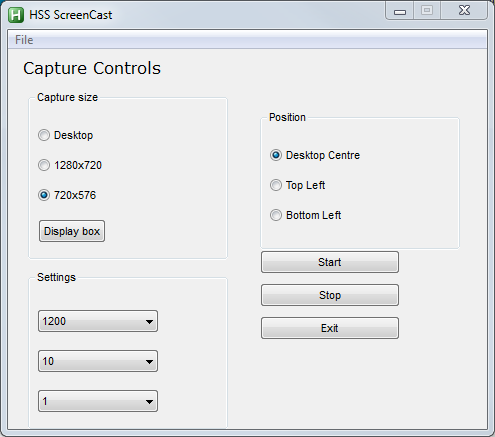 HSS ScreenCast
File
Capture Controls
Capture size
Desktop
1280x720
720x576
Display box
Position
Desktop Centre
Top Left
Bottom Left
Start
Stop
Exit
Settings
1200
10
1